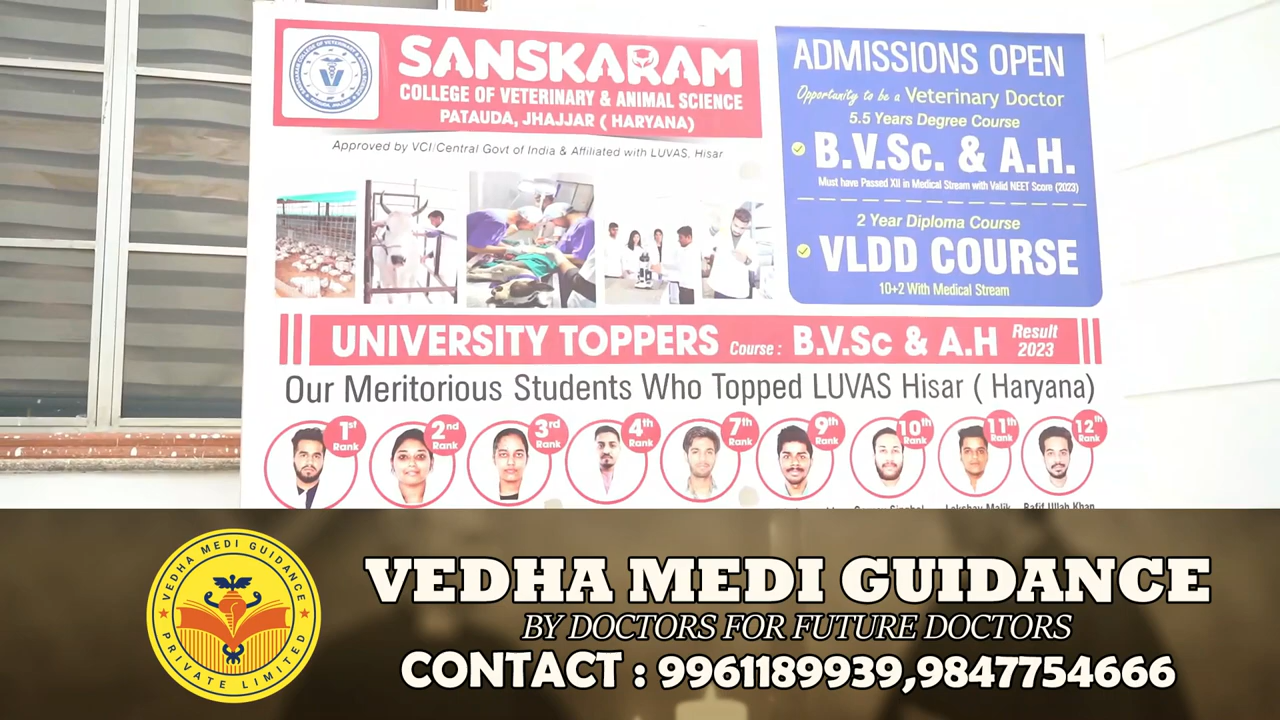 SANSKARAM
COLLEGE OF VETERINARY & ANIMAL SCIENCE
PATAUDA, JHAJJAR ( HARYANA)
Approved by VCI/Central Govt of India & Affiliated with LUVAS, Hisar
ADMISSIONS OPEN
Opportunity to be a Veterinary Doctor
5.5 Years Degree Course
B.V.Sc. & A.H.
Must have Passed XII in Medical Stream with Valid NEET Score (2023)
2 Year Diploma Course
VLDD COURSE
10+2 With Medical Stream
UNIVERSITY TOPPERS Course : B.V.Sc & A.H Result 2023
Our Meritorious Students Who Topped LUVAS Hisar ( Haryana)
1st Rank
2nd Rank
3rd Rank
4th Rank
7th Rank
9th Rank
10th Rank
11th Rank
12th Rank
Lakshay Malik
Rafif Ullah Khan
VEDHA MEDI GUIDANCE
PRIVATE LIMITED
VEDHA MEDI GUIDANCE
BY DOCTORS FOR FUTURE DOCTORS
CONTACT : 9961189939,9847754666